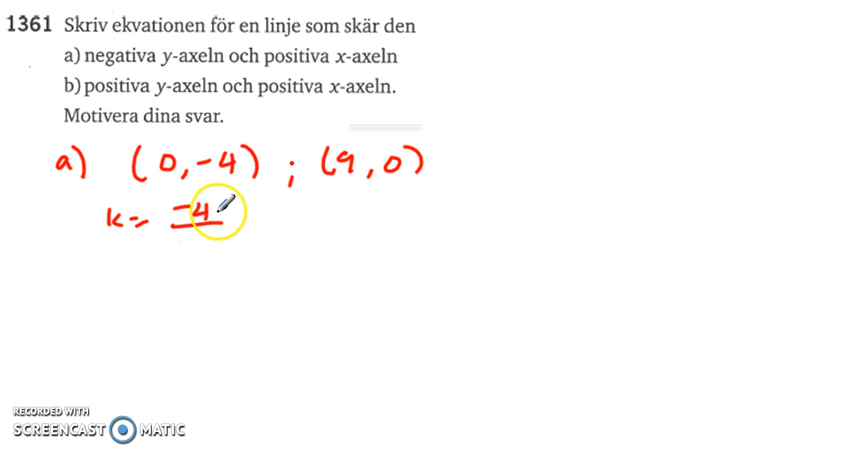 1361 Skriv ekvationen för en linje som skär den
a) negativa y-axeln och positiva x-axeln
b) positiva y-axeln och positiva x-axeln.
Motivera dina svar.
a) (0,-4) ; (9,0)
k= -4
RECORDED WITH
SCREENCAST MATIC